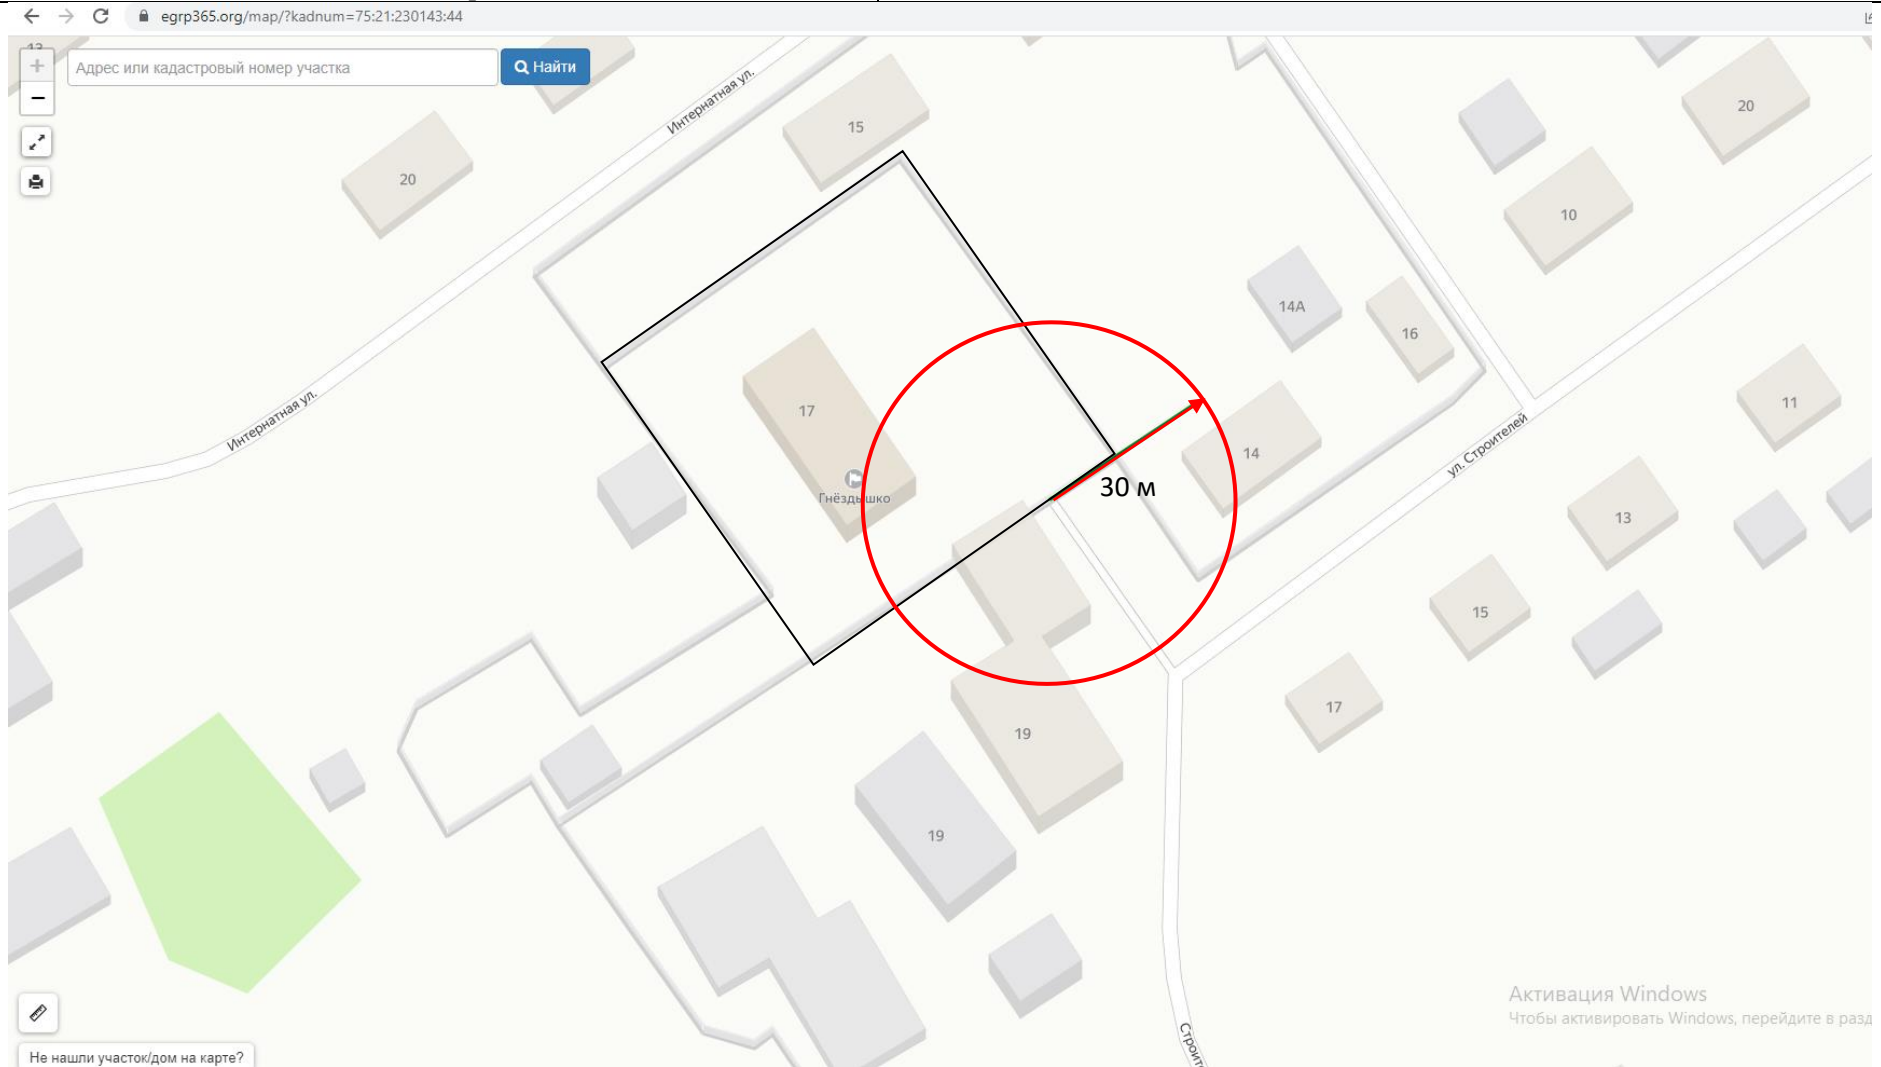 egrp365.org/map/?kadnum=75:21:230143:44
Адрес или кадастровый номер участка
Найти
Интернатная ул.
15
20
20
10
14А
16
17
Гнёздышко
14
30 м
ул. Строителей
11
13
15
17
19
19
Интернатная ул.
Активация Windows
Чтобы активировать Windows, перейдите в разд
Не нашли участок/дом на карте?